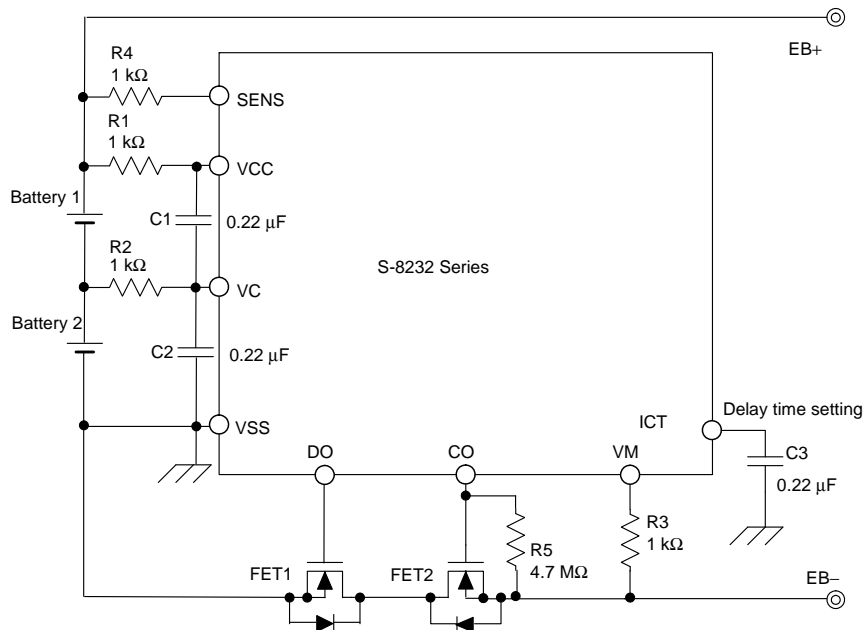 EB+
R4
1 kΩ
SENS
R1
1 kΩ
VCC
Battery 1
C1
0.22 µF
R2
1 kΩ
S-8232 Series
VC
Battery 2
C2
0.22 µF
VSS
Delay time setting
ICT
DO
CO
VM
C3
0.22 µF
R3
1 kΩ
R5
4.7 MΩ
FET1
FET2
EB−